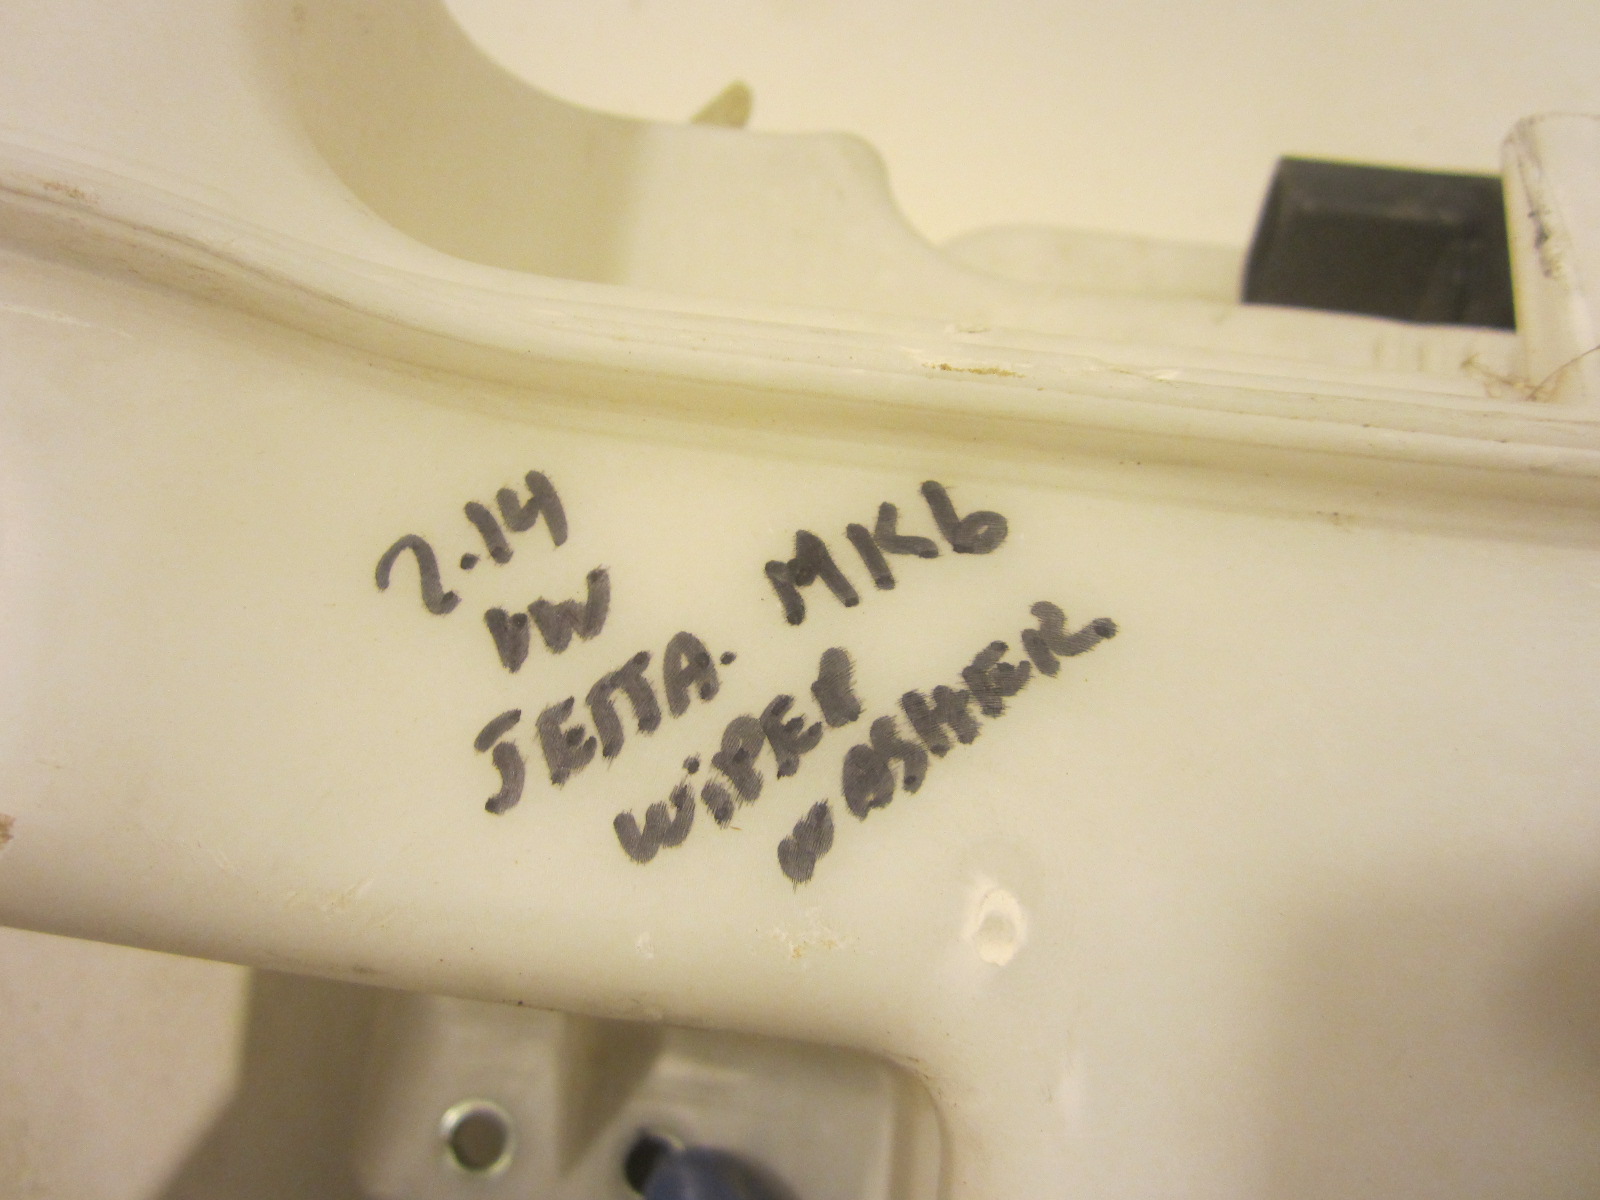 2.14
VW
JETTA. MK6
WiPER
WASHER.